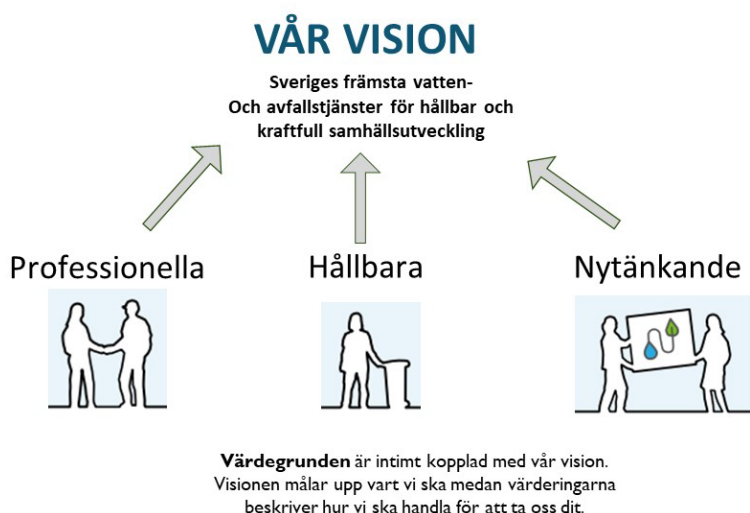 VÅR VISION
Sveriges främsta vatten-
Och avfallstjänster för hållbar och
kraftfull samhällsutveckling
Professionella
Hållbara
Nytänkande
Värdegrunden är intimt kopplad med vår vision.
Visionen målar upp vart vi ska medan värderingarna
beskriver hur vi ska handla för att ta oss dit.